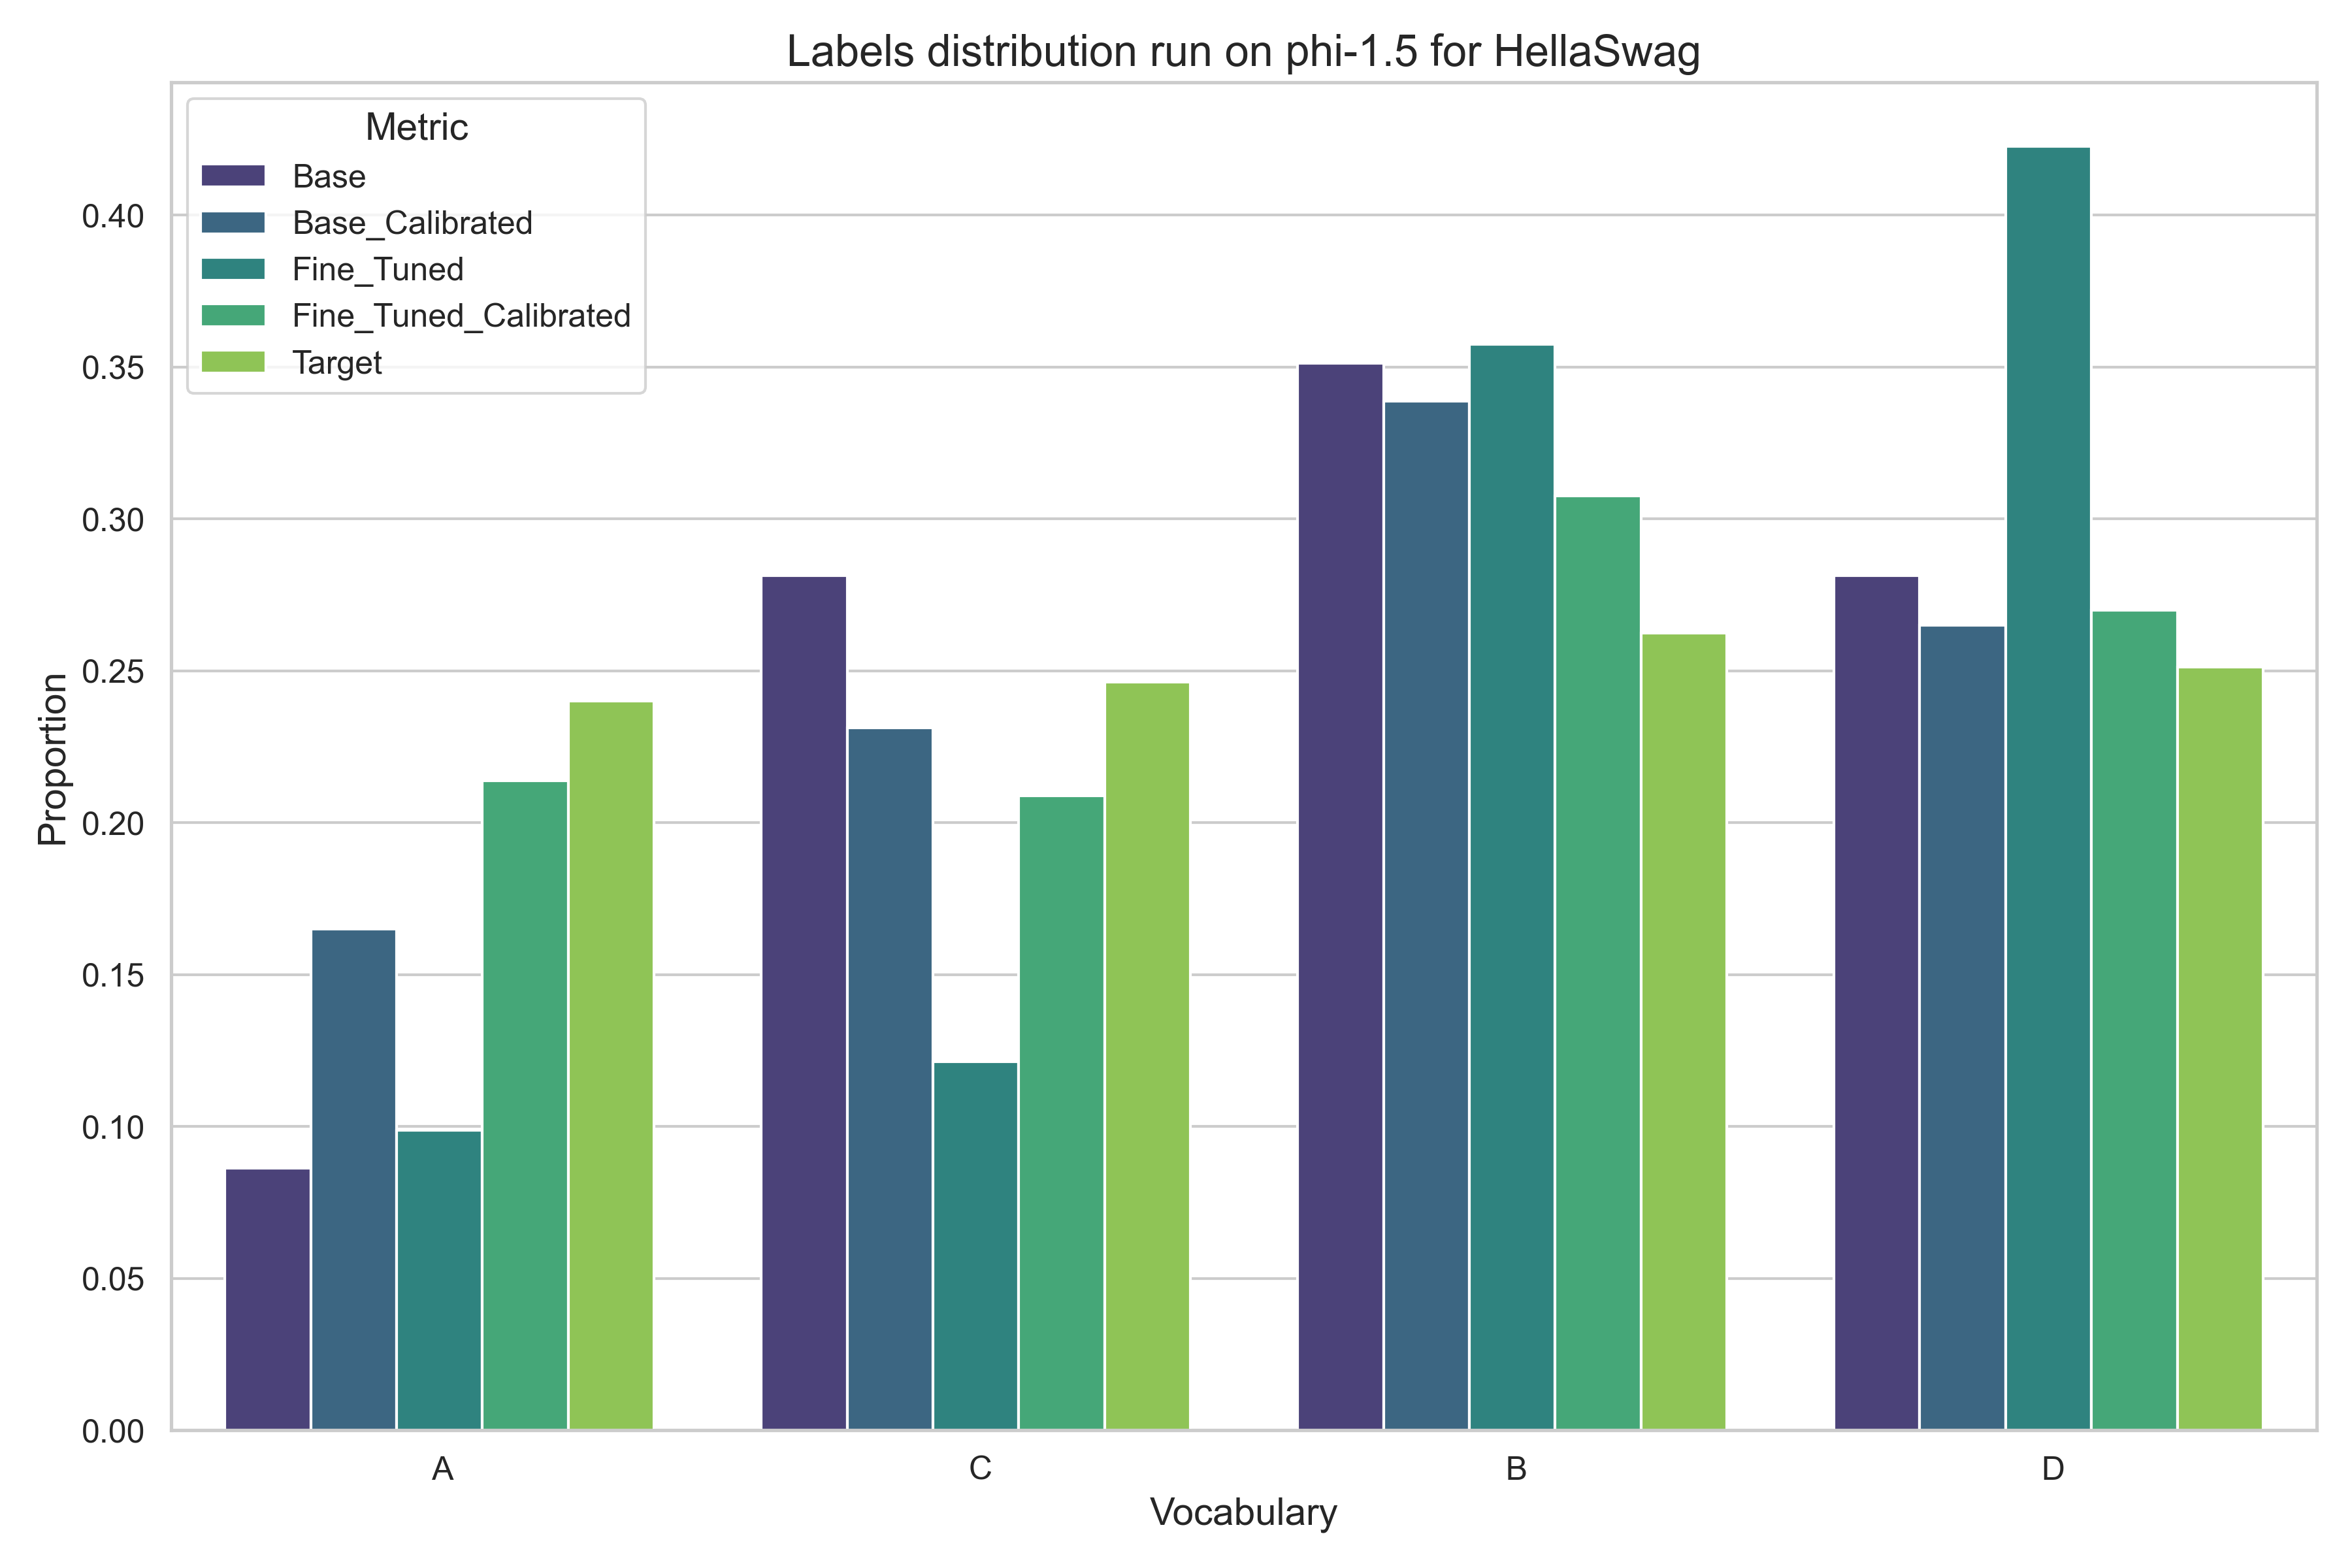 Labels distribution run on phi-1.5 for HellaSwag
Metric
Base
Base_Calibrated
Fine_Tuned
Fine_Tuned_Calibrated
Target
0.40
0.35
0.30
0.25
0.20
0.15
0.10
0.05
0.00
Proportion
A C B D
Vocabulary